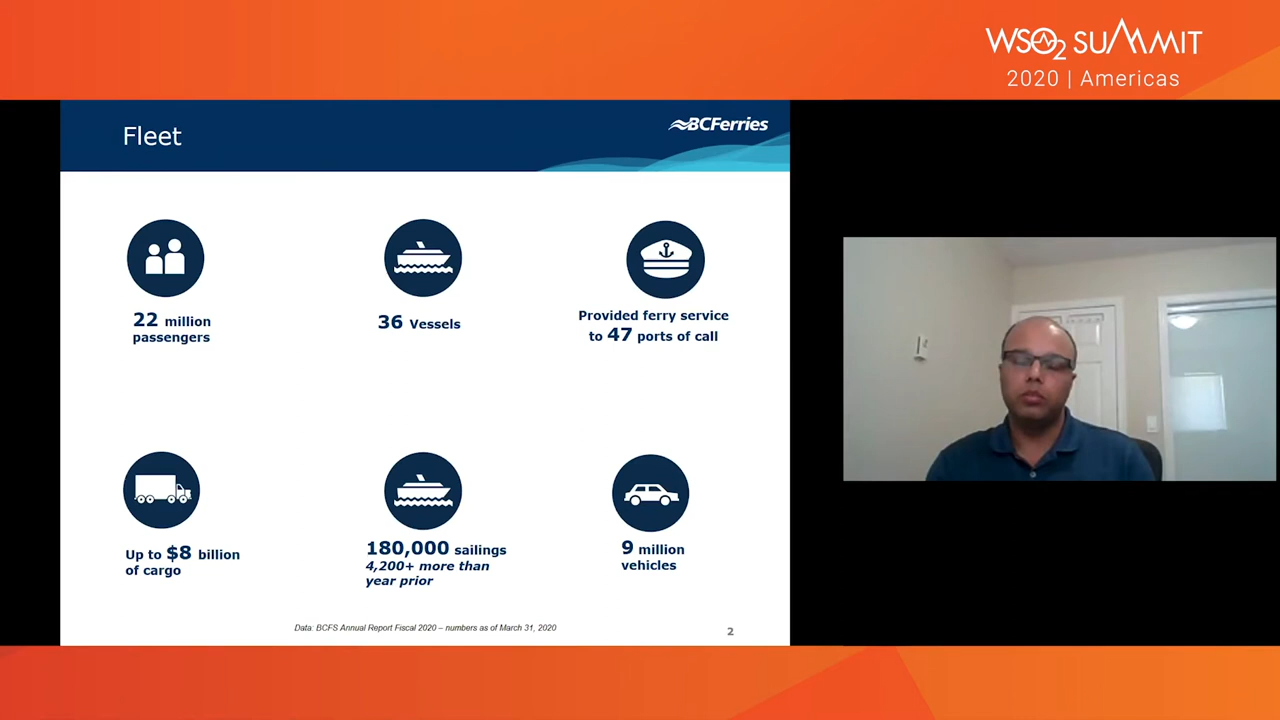 WSO2 SUMMIT
2020 | Americas
Fleet
BCFerries
22 million
passengers
36 Vessels
Provided ferry service
to 47 ports of call
Up to $8 billion
of cargo
180,000 sailings
4,200+ more than
year prior
9 million
vehicles
Data: BCFS Annual Report Fiscal 2020 – numbers as of March 31, 2020
2